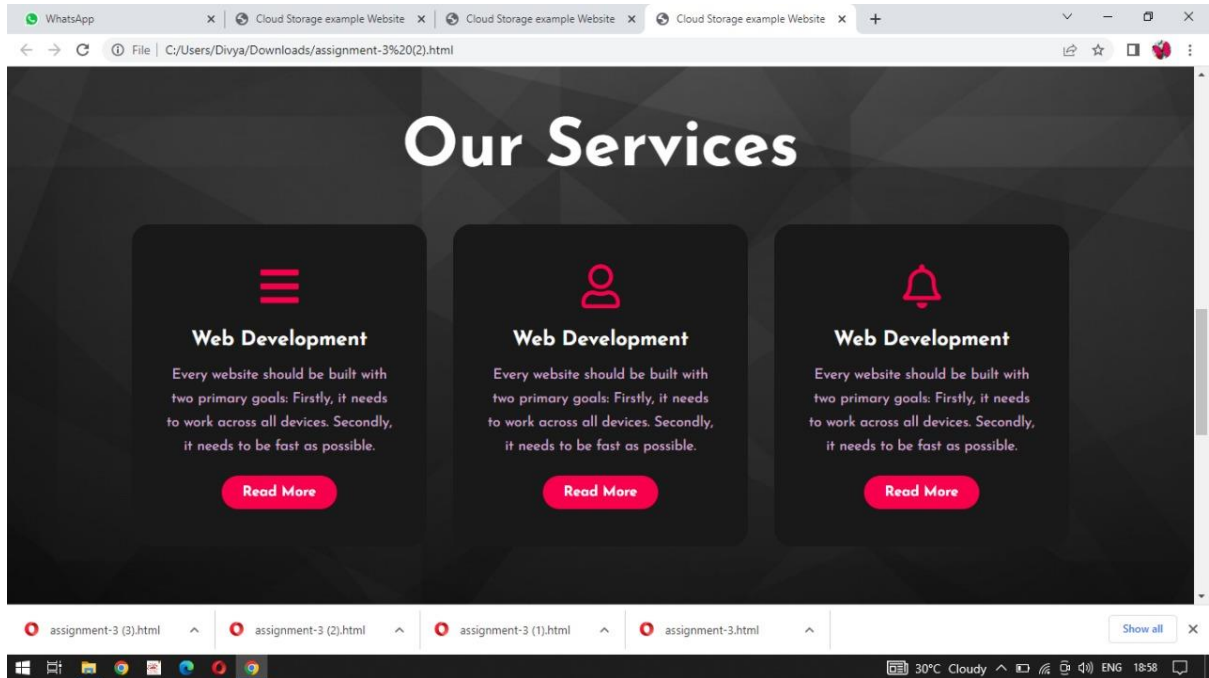 WhatsApp
Cloud Storage example Website
Cloud Storage example Website
Cloud Storage example Website
File | C:/Users/Divya/Downloads/assignment-3%20(2).html
Our Services
Web Development
Every website should be built with
two primary goals: Firstly, it needs
to work across all devices. Secondly,
it needs to be fast as possible.
Read More
Web Development
Every website should be built with
two primary goals: Firstly, it needs
to work across all devices. Secondly,
it needs to be fast as possible.
Read More
Web Development
Every website should be built with
two primary goals: Firstly, it needs
to work across all devices. Secondly,
it needs to be fast as possible.
Read More
assignment-3 (3).html
assignment-3 (2).html
assignment-3 (1).html
assignment-3.html
Show all
30°C Cloudy
ENG
18:58